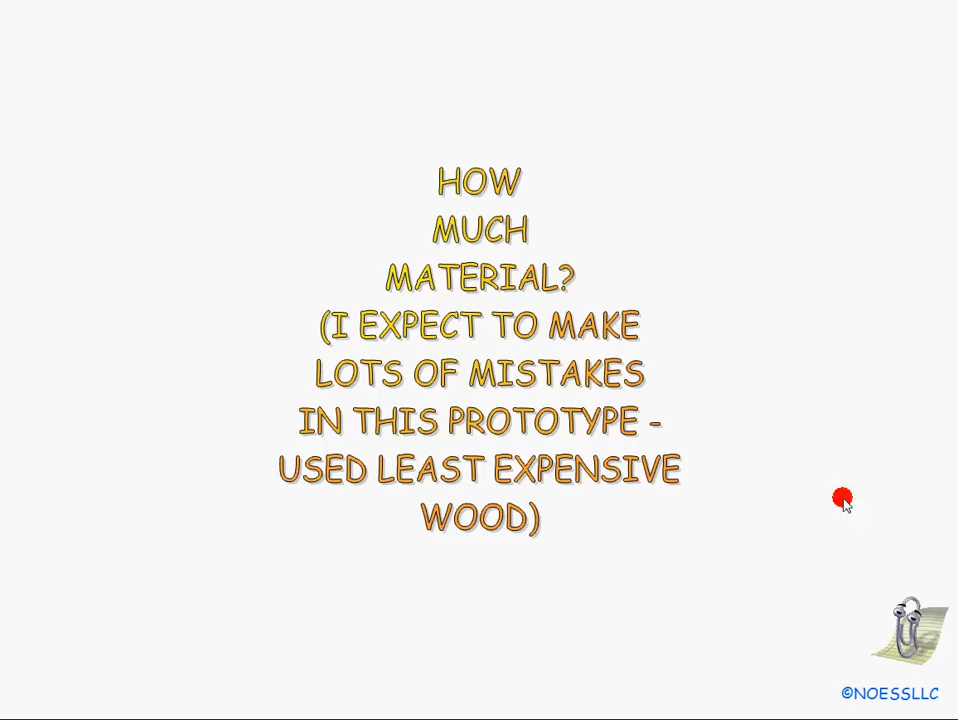 HOW
MUCH
MATERIAL?
(I EXPECT TO MAKE
LOTS OF MISTAKES
IN THIS PROTOTYPE -
USED LEAST EXPENSIVE
WOOD)
©NOESSLLC